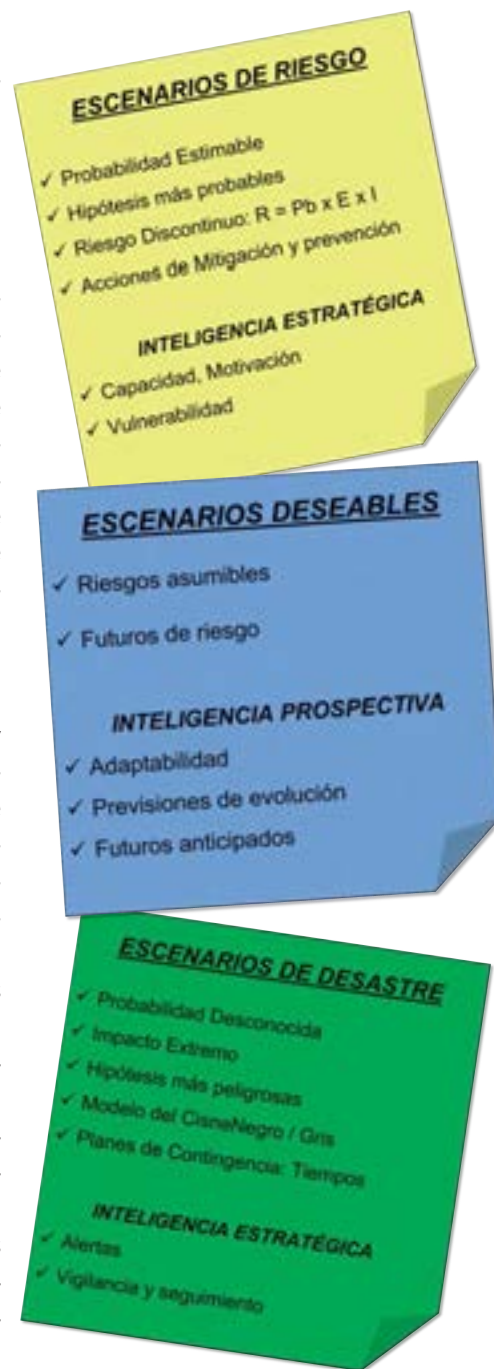 ESCENARIOS DE RIESGO
✓ Probabilidad Estimable
✓ Hipótesis más probables
✓ Riesgo Discontinuo: R = Pb x E x I
✓ Acciones de Mitigación y prevención
INTELIGENCIA ESTRATÉGICA
✓ Capacidad, Motivación
✓ Vulnerabilidad
ESCENARIOS DESEABLES
✓ Riesgos asumibles
✓ Futuros de riesgo
INTELIGENCIA PROSPECTIVA
✓ Adaptabilidad
✓ Previsiones de evolución
✓ Futuros anticipados
ESCENARIOS DE DESASTRE
✓ Probabilidad Desconocida
✓ Impacto Extremo
✓ Hipótesis más peligrosas
✓ Modelo del CisneNegro / Gris
✓ Planes de Contingencia: Tiempos
INTELIGENCIA ESTRATÉGICA
✓ Alertas
✓ Vigilancia y seguimiento